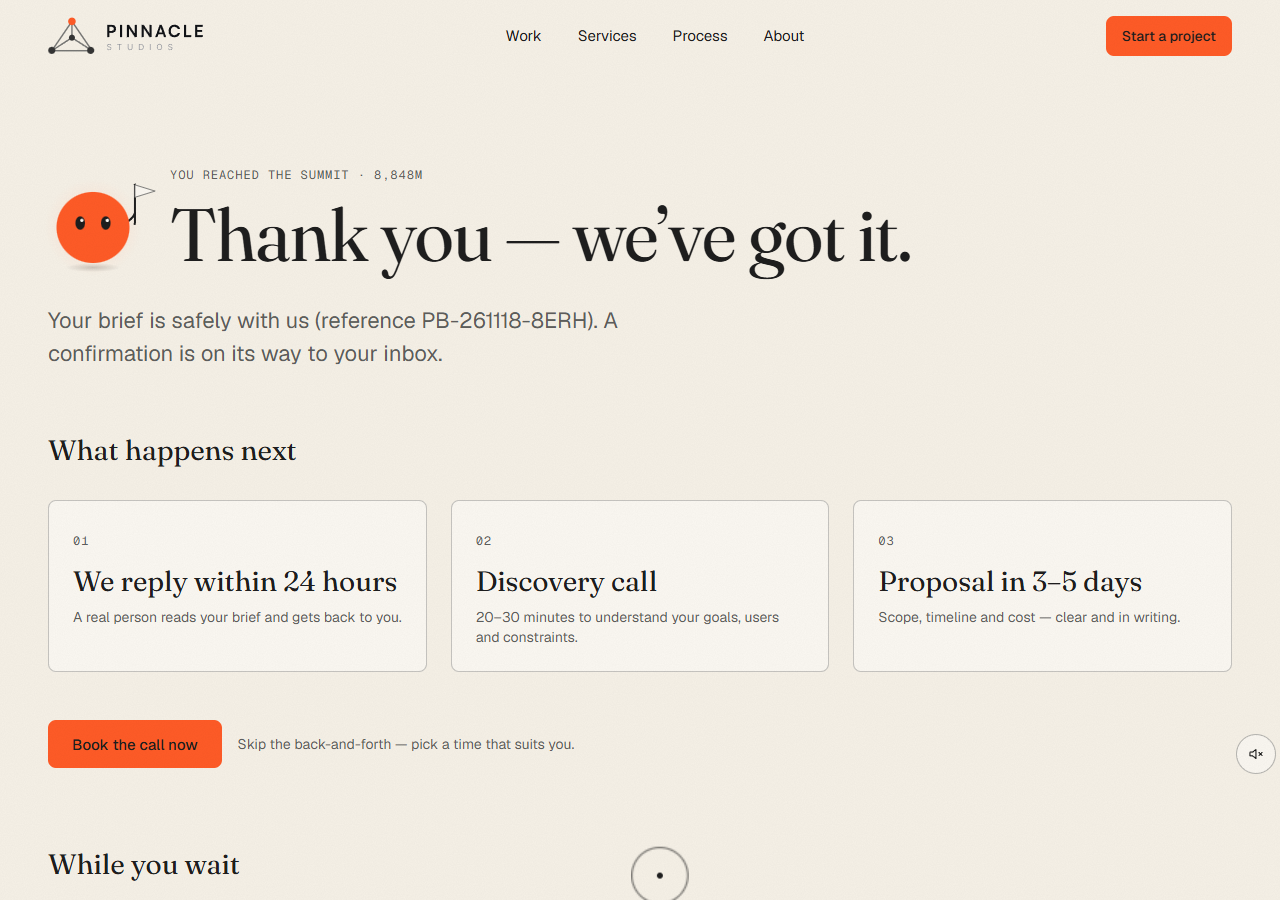 PINNACLE
STUDIOS
Work
Services
Process
About
Start a project
YOU REACHED THE SUMMIT · 8,848M
Thank you — we’ve got it.
Your brief is safely with us (reference PB-261118-8ERH). A
confirmation is on its way to your inbox.
What happens next
01
We reply within 24 hours
A real person reads your brief and gets back to you.
02
Discovery call
20–30 minutes to understand your goals, users
and constraints.
03
Proposal in 3–5 days
Scope, timeline and cost — clear and in writing.
Book the call now
Skip the back-and-forth — pick a time that suits you.
While you wait